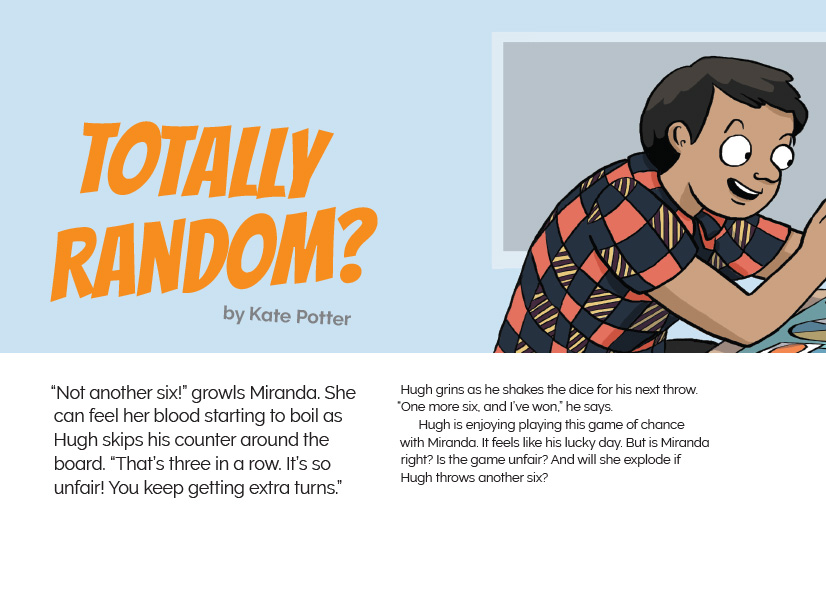 TOTALLY
RANDOM?
by Kate Potter
“Not another six!” growls Miranda. She
can feel her blood starting to boil as
Hugh skips his counter around the
board. “That’s three in a row. It’s so
unfair! You keep getting extra turns.”
Hugh grins as he shakes the dice for his next throw.
“One more six, and I’ve won,” he says.
Hugh is enjoying playing this game of chance
with Miranda. It feels like his lucky day. But is Miranda
right? Is the game unfair? And will she explode if
Hugh throws another six?